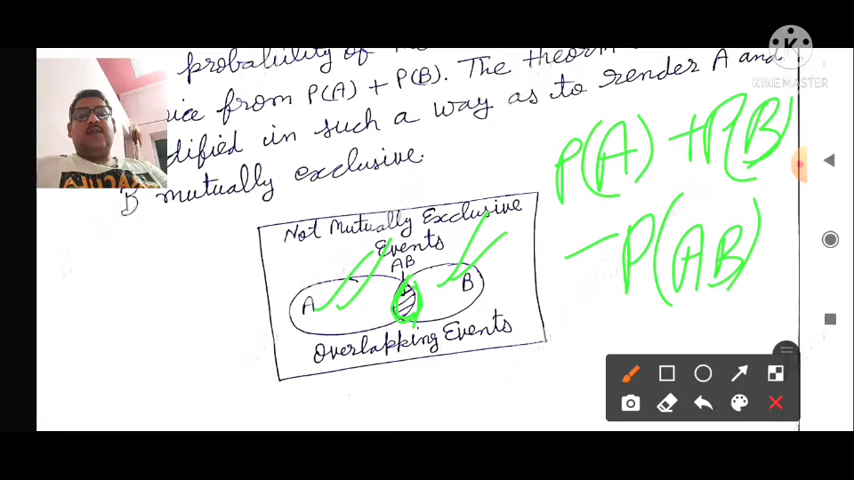 probability of
KINEMASTER
from P(A) + P(B). The theorem
dified in such a way as to render A and
B mutually exclusive.
P(A) + P(B)
- P(AB)
Not Mutually Exclusive
Events
AB
A
B
Overlapping Events
K